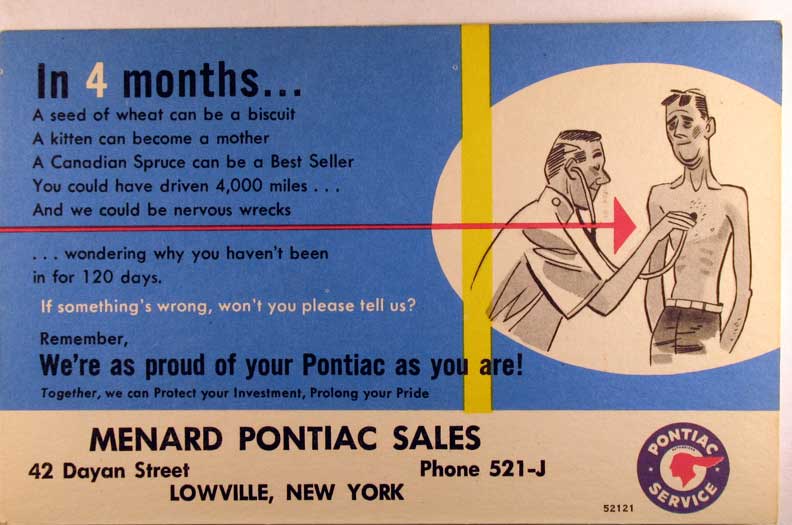 In 4 months...
A seed of wheat can be a biscuit
A kitten can become a mother
A Canadian Spruce can be a Best Seller
You could have driven 4,000 miles . . .
And we could be nervous wrecks
. . . wondering why you haven't been
in for 120 days.
If something's wrong, won't you please tell us?
Remember,
We're as proud of your Pontiac as you are!
Together, we can Protect your Investment, Prolong your Pride
MENARD PONTIAC SALES
42 Dayan Street Phone 521-J
LOWVILLE, NEW YORK
PONTIAC
SERVICE
52121